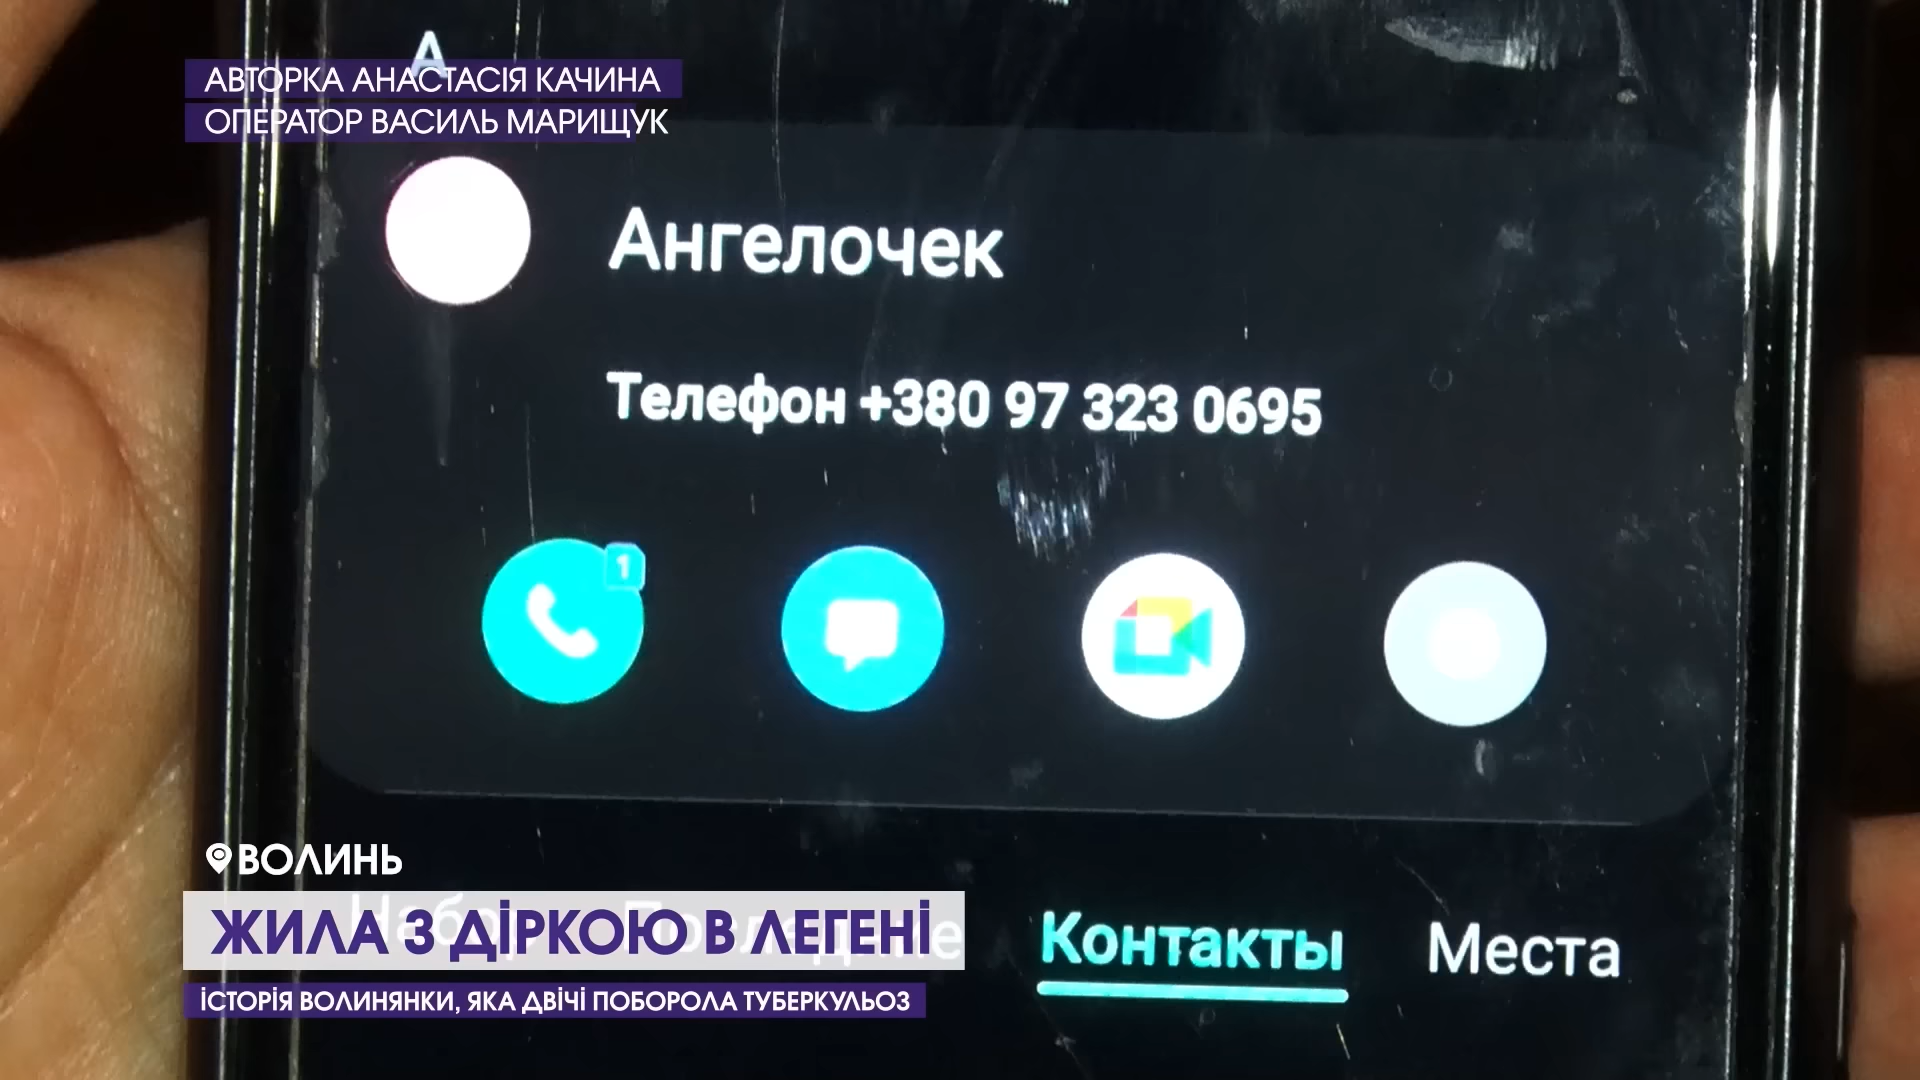 А
АВТОРКА АНАСТАСІЯ КАЧИНА
ОПЕРАТОР ВАСИЛЬ МАРИЩУК
Ангелочек
Телефон +380 97 323 0695
1
ВОЛИНЬ
ЖИЛА З ДІРКОЮ В ЛЕГЕНІ
Контакты
Места
ІСТОРІЯ ВОЛИНЯНКИ, ЯКА ДВІЧІ ПОБОРОЛА ТУБЕРКУЛЬОЗ